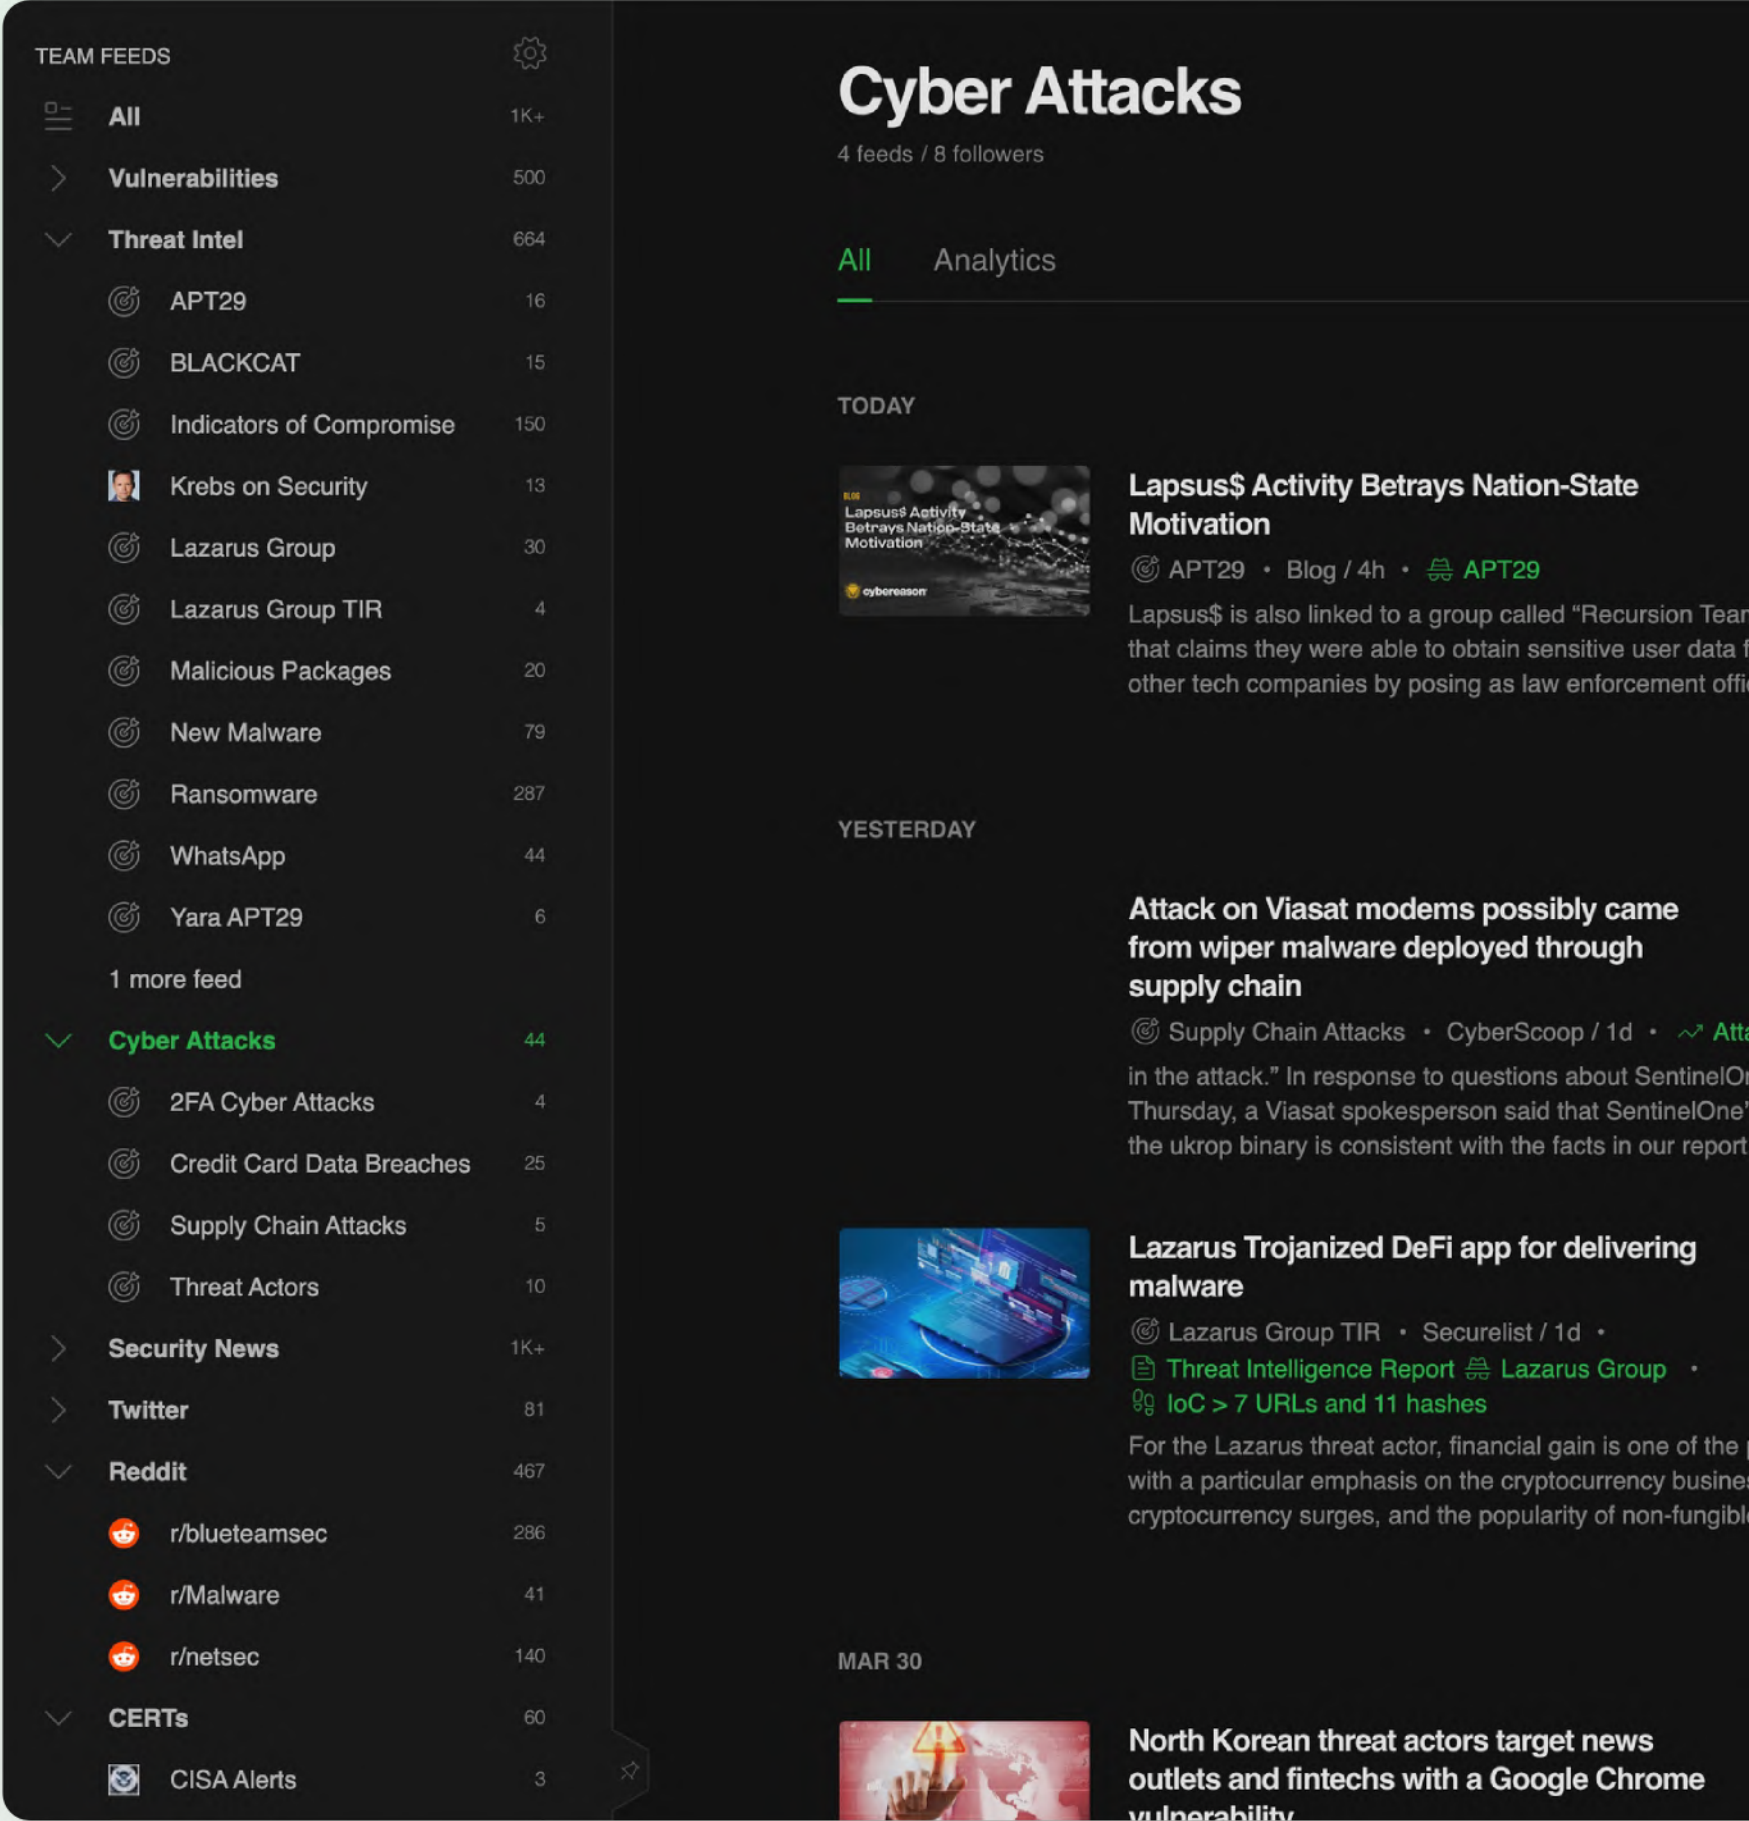 TEAM FEEDS
All 1K+
Vulnerabilities 500
Threat Intel 664
APT29 16
BLACKCAT 15
Indicators of Compromise 150
Krebs on Security 13
Lazarus Group 30
Lazarus Group TIR 4
Malicious Packages 20
New Malware 79
Ransomware 287
WhatsApp 44
Yara APT29 6
1 more feed
Cyber Attacks 44
2FA Cyber Attacks 4
Credit Card Data Breaches 25
Supply Chain Attacks 5
Threat Actors 10
Security News 1K+
Twitter 81
Reddit 467
r/blueteamsec 286
r/Malware 41
r/netsec 140
CERTs 60
CISA Alerts 3
Cyber Attacks
4 feeds / 8 followers
All Analytics
TODAY
BLOG
Lapsus$ Activity
Betrays Nation-State
Motivation
cybereason
Lapsus$ Activity Betrays Nation-State
Motivation
APT29 • Blog / 4h • APT29
Lapsus$ is also linked to a group called “Recursion
that claims they were able to obtain sensitive user data
other tech companies by posing as law enforcement
YESTERDAY
Attack on Viasat modems possibly came
from wiper malware deployed through
supply chain
Supply Chain Attacks • CyberScoop / 1d •
in the attack.” In response to questions about
Thursday, a Viasat spokesperson said that SentinelOne’
the ukrop binary is consistent with the facts in our report
Lazarus Trojanized DeFi app for delivering
malware
Lazarus Group TIR • Securelist / 1d •
Threat Intelligence Report Lazarus Group •
IoC > 7 URLs and 11 hashes
For the Lazarus threat actor, financial gain is one of the
with a particular emphasis on the cryptocurrency
cryptocurrency surges, and the popularity of
MAR 30
North Korean threat actors target news
outlets and fintechs with a Google Chrome
vulnerability